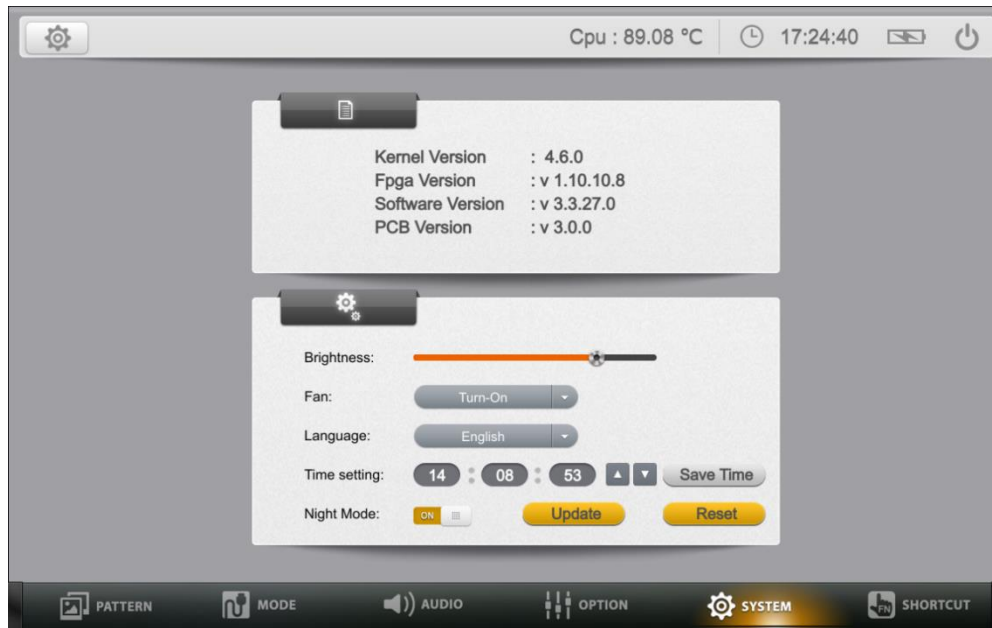 Cpu : 89.08 °C 17:24:40
Kernel Version : 4.6.0
Fpga Version : v 1.10.10.8
Software Version : v 3.3.27.0
PCB Version : v 3.0.0
Brightness:
Fan: Turn-On
Language: English
Time setting: 14 : 08 : 53 Save Time
Night Mode: ON Update Reset
PATTERN MODE AUDIO OPTION SYSTEM FN SHORTCUT